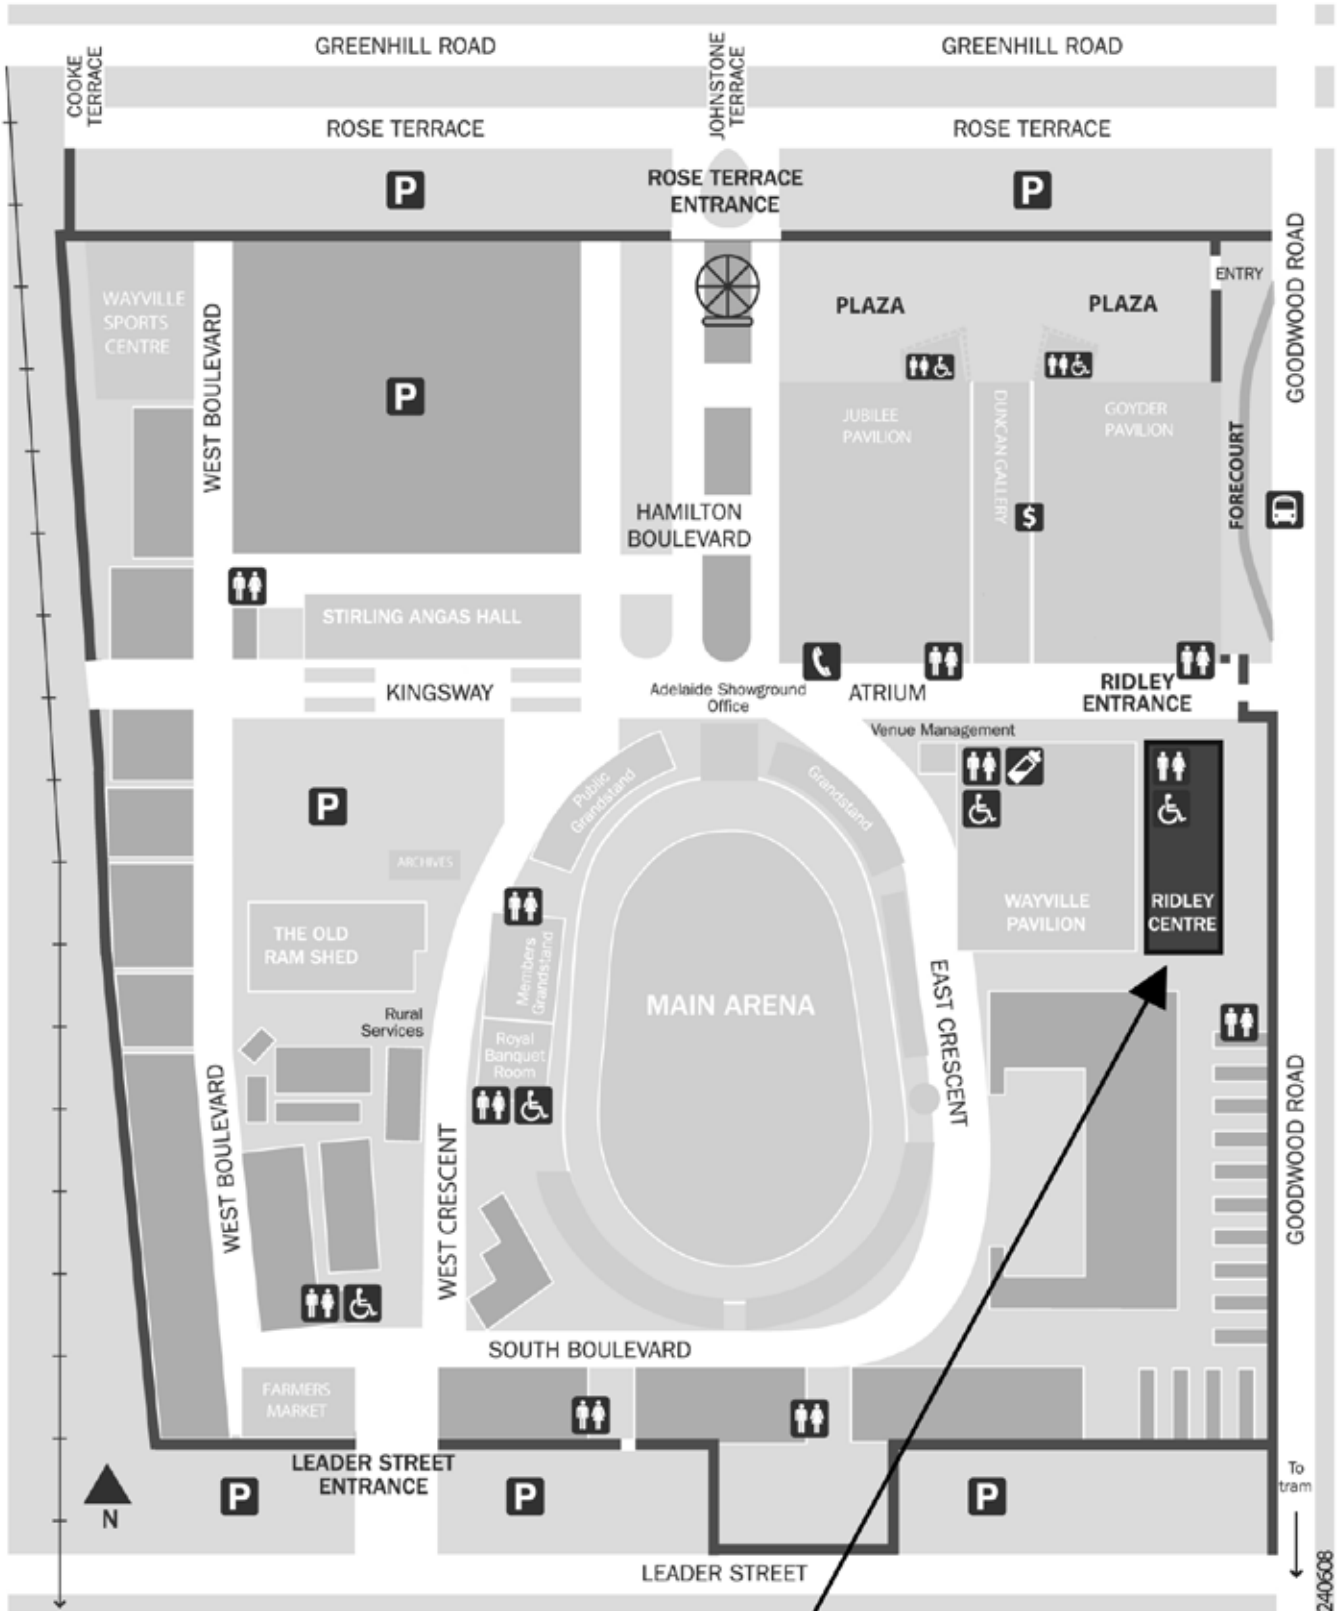 GREENHILL ROAD
GREENHILL ROAD
COOKE
TERRACE
JOHNSTONE
TERRACE
ROSE TERRACE
ROSE TERRACE
P
ROSE TERRACE
ENTRANCE
P
GOODWOOD ROAD
ENTRY
WAYVILLE
SPORTS
CENTRE
WEST BOULEVARD
P
PLAZA
PLAZA
JUBILEE
PAVILION
DUNCAN GALLERY
GOYDER
PAVILION
FORECOURT
$
HAMILTON
BOULEVARD
STIRLING ANGAS HALL
KINGSWAY
Adelaide Showground
Office
ATRIUM
RIDLEY
ENTRANCE
Venue Management
P
Public
Grandstand
Grandstand
ARCHIVES
THE OLD
RAM SHED
Members
Grandstand
WAYVILLE
PAVILION
RIDLEY
CENTRE
MAIN ARENA
EAST CRESCENT
Rural
Services
Royal
Banquet
Room
WEST BOULEVARD
WEST CRESCENT
GOODWOOD ROAD
SOUTH BOULEVARD
FARMERS
MARKET
LEADER STREET
ENTRANCE
N
P
P
P
To
tram
LEADER STREET
240608